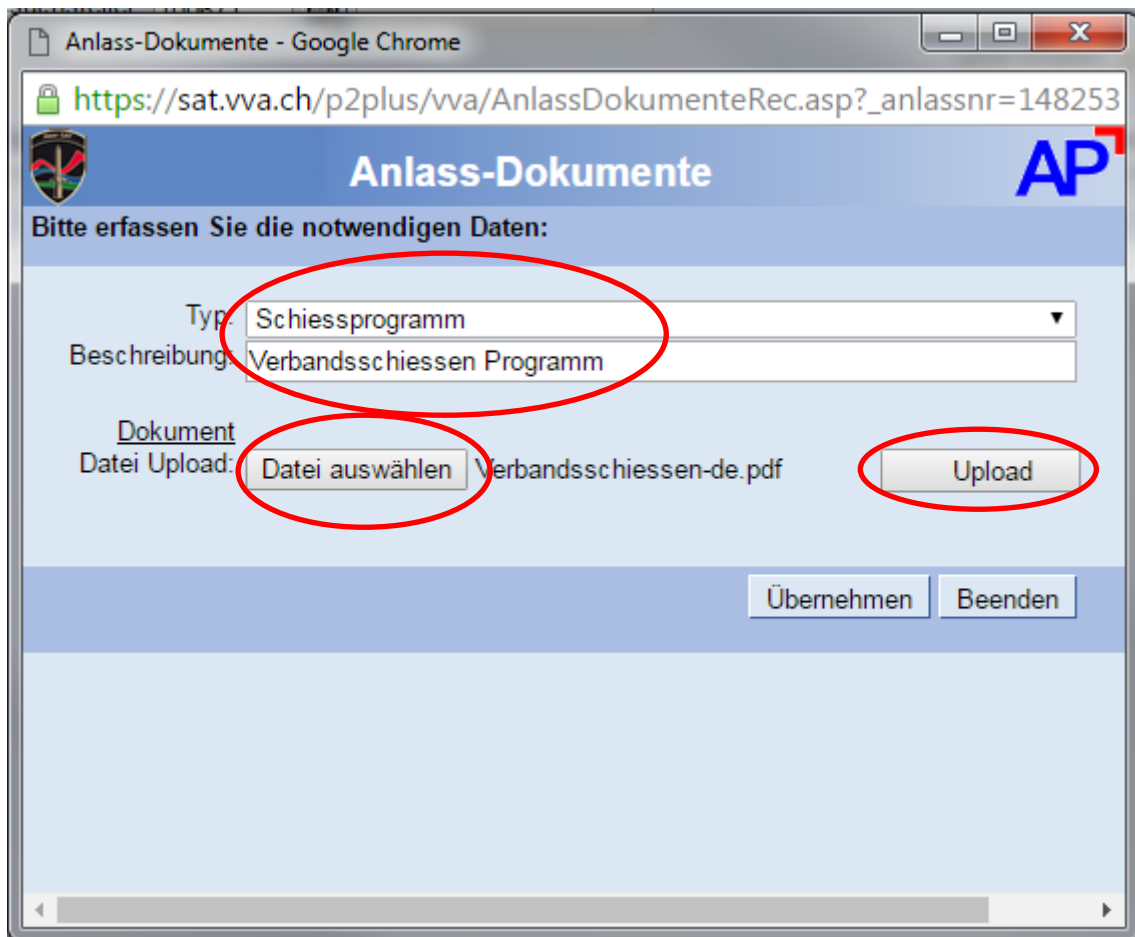 Anlass-Dokumente - Google Chrome
https://sat.vva.ch/p2plus/vva/AnlassDokumenteRec.asp?_anlassnr=148253
Anlass-Dokumente
AP
Bitte erfassen Sie die notwendigen Daten:
Typ: Schiessprogramm
Beschreibung: Verbandsschiessen Programm
Dokument
Datei Upload: Datei auswählen Verbandsschiessen-de.pdf Upload
Übernehmen Beenden